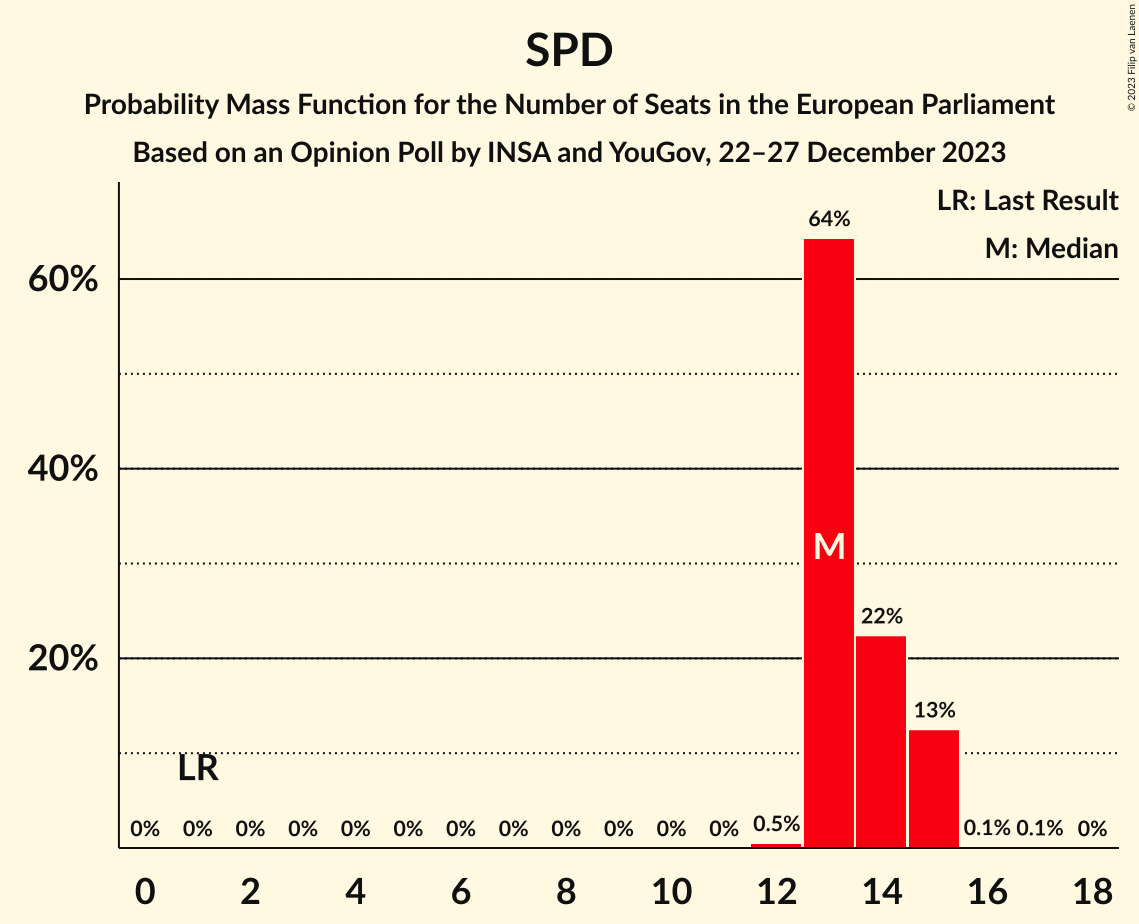 SPD
Probability Mass Function for the Number of Seats in the European Parliament
Based on an Opinion Poll by INSA and YouGov, 22–27 December 2023
© 2023 Filip van Laenen
LR: Last Result
M: Median
64%
60%
40%
M
22%
20%
13%
LR
0% 0% 0% 0% 0% 0% 0% 0% 0% 0% 0% 0% 0.5% 0.1% 0.1% 0%
0 2 4 6 8 10 12 14 16 18